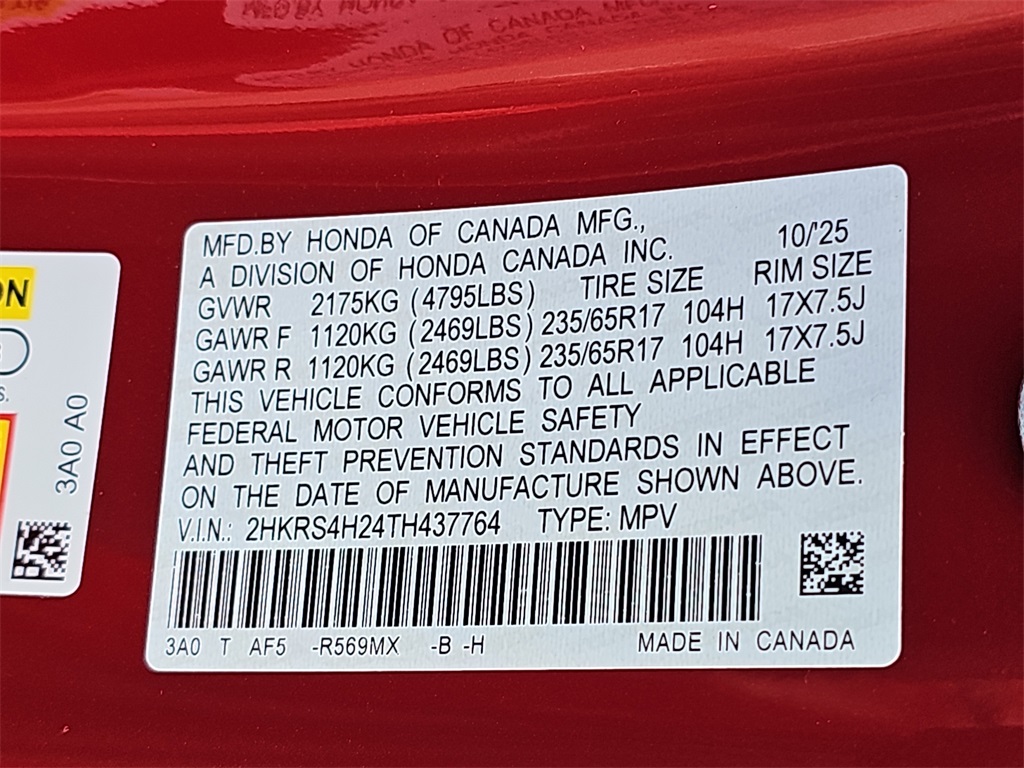 MFD.BY HONDA OF CANADA MFG., 10/'25
A DIVISION OF HONDA CANADA INC.
GVWR 2175KG (4795LBS) TIRE SIZE RIM SIZE
GAWR F 1120KG (2469LBS) 235/65R17 104H 17X7.5J
GAWR R 1120KG (2469LBS) 235/65R17 104H 17X7.5J
THIS VEHICLE CONFORMS TO ALL APPLICABLE
FEDERAL MOTOR VEHICLE SAFETY
AND THEFT PREVENTION STANDARDS IN EFFECT
ON THE DATE OF MANUFACTURE SHOWN ABOVE.
V.I.N.: 2HKRS4H24TH437764 TYPE: MPV
3A0 T AF5 -R569MX -B -H MADE IN CANADA
3A0 A0